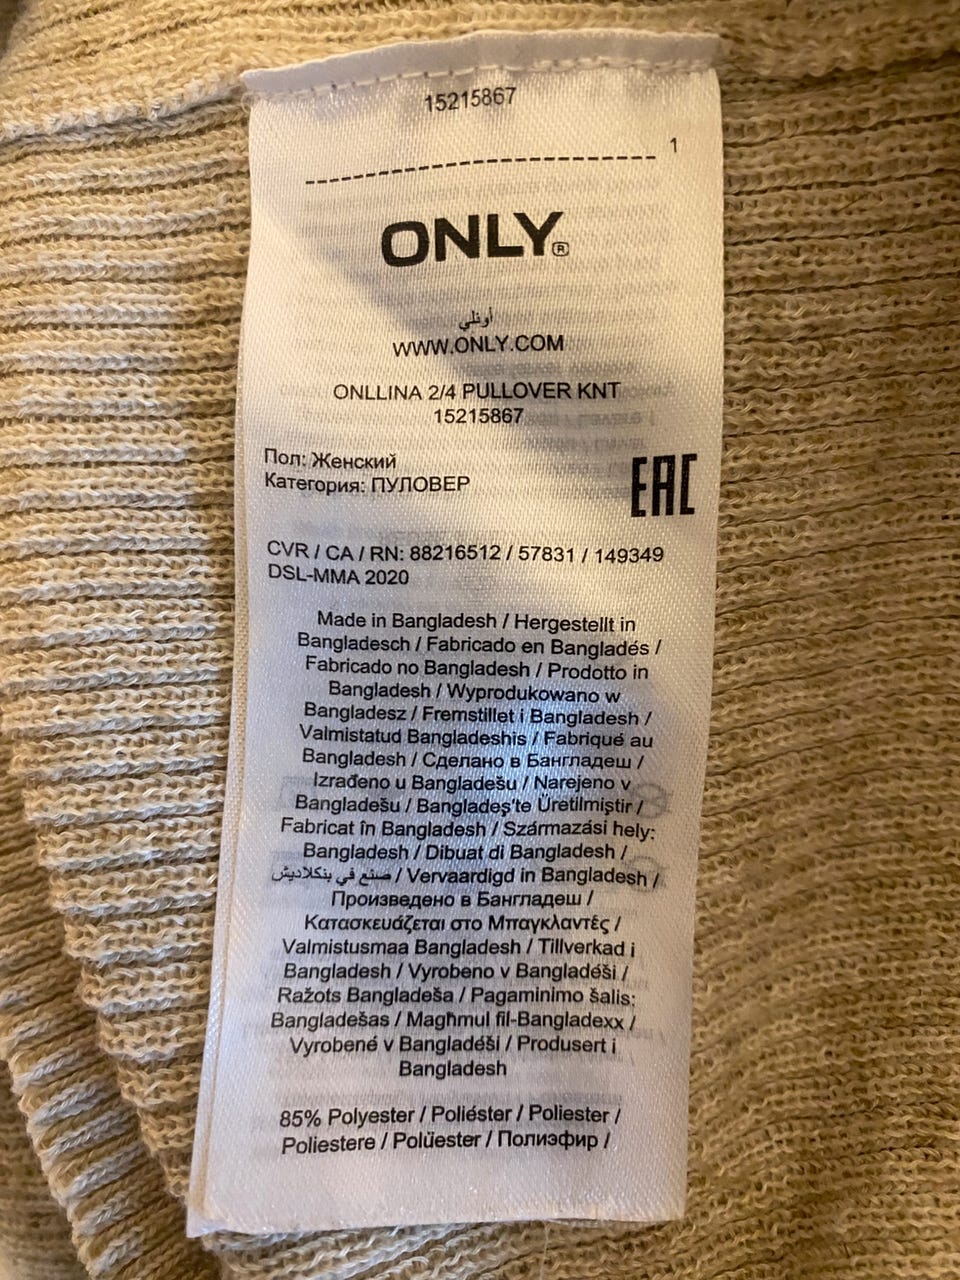 15215867
1
ONLY®
أونلي
WWW.ONLY.COM
ONLLINA 2/4 PULLOVER KNT
15215867
Пол: Женский
Категория: ПУЛОВЕР
EAC
CVR / CA / RN: 88216512 / 57831 / 149349
DSL-MMA 2020
Made in Bangladesh / Hergestellt in
Bangladesch / Fabricado en Bangladés /
Fabricado no Bangladesh / Prodotto in
Bangladesh / Wyprodukowano w
Bangladesz / Fremstillet i Bangladesh /
Valmistatud Bangladeshis / Fabriqué au
Bangladesh / Сделано в Бангладеш /
Izrađeno u Bangladešu / Narejeno v
Bangladešu / Bangladeş'te Üretilmiştir /
Fabricat în Bangladesh / Származási hely:
Bangladesh / Dibuat di Bangladesh /
صنع في بنكلاديش / Vervaardigd in Bangladesh /
Произведено в Бангладеш /
Κατασκευάζεται στο Μπαγκλαντές /
Valmistusmaa Bangladesh / Tillverkad i
Bangladesh / Vyrobeno v Bangladéši /
Ražots Bangladeša / Pagaminimo šalis:
Bangladešas / Magħmul fil-Bangladexx /
Vyrobené v Bangladéši / Produsert i
Bangladesh
85% Polyester / Poliéster / Poliester /
Poliestere / Polüester / Полиэфир /